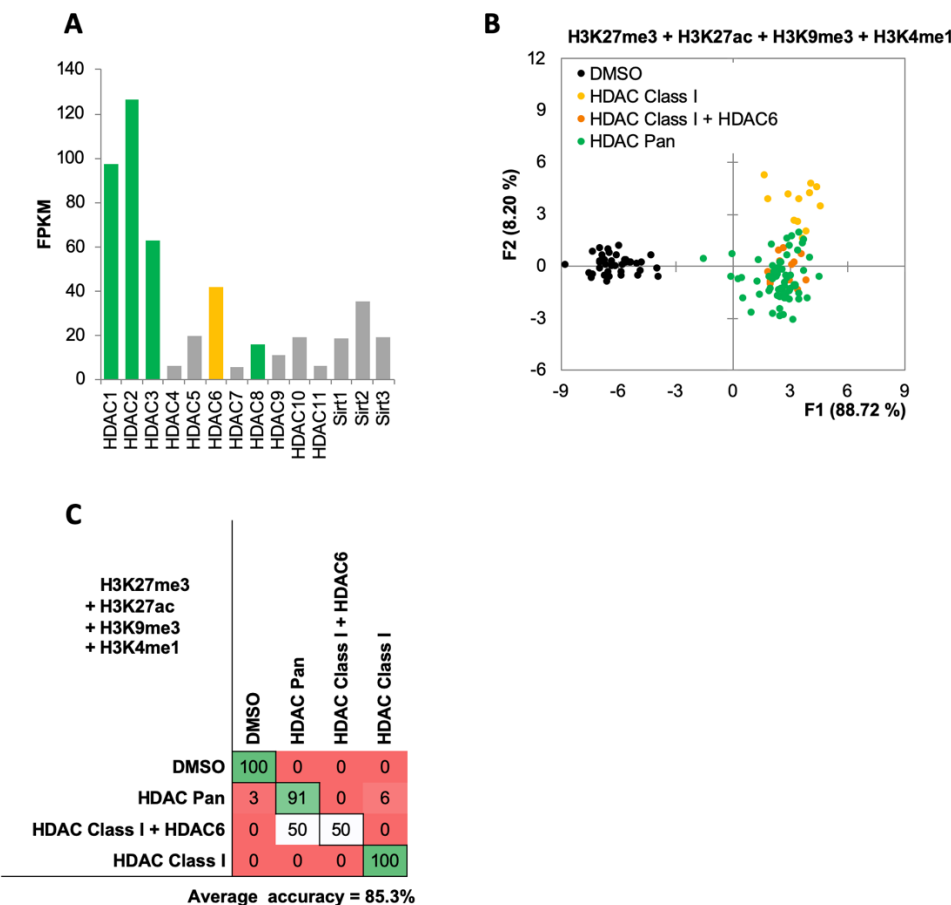 A
140
120
100
80
60
40
20
0
FPKM
HDAC1
HDAC2
HDAC3
HDAC4
HDAC5
HDAC6
HDAC7
HDAC8
HDAC9
HDAC10
HDAC11
Sirt1
Sirt2
Sirt3
B
H3K27me3 + H3K27ac + H3K9me3 + H3K4me1
DMSO
HDAC Class I
HDAC Class I + HDAC6
HDAC Pan
12
9
6
3
0
-3
-6
F2 (8.20 %)
-9 -6 -3 0 3 6 9
F1 (88.72 %)
C
H3K27me3
+ H3K27ac
+ H3K9me3
+ H3K4me1
DMSO
HDAC Pan
HDAC Class I + HDAC6
HDAC Class I
DMSO 100 0 0 0
HDAC Pan 3 91 0 6
HDAC Class I + HDAC6 0 50 50 0
HDAC Class I 0 0 0 100
Average accuracy = 85.3%